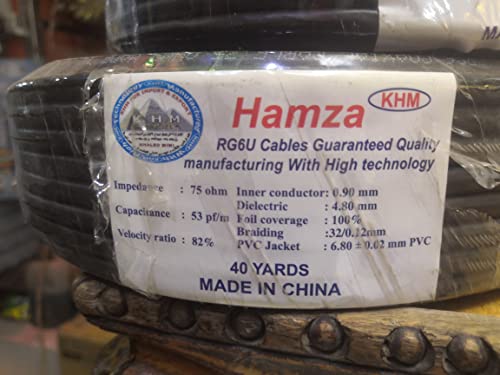 MA
Hamza
KHM
RG6U Cables Guaranteed Quality
manufacturing With High technology
KHM
Impedance : 75 ohm
Capacitance : 53 pf/m
Velocity ratio : 82%
Inner conductor: 0.90 mm
Dielectric : 4.80 mm
Foil coverage : 100%
Braiding :32/0.12mm
PVC Jacket : 6.80 ± 0.02 mm PVC
40 YARDS
MADE IN CHINA